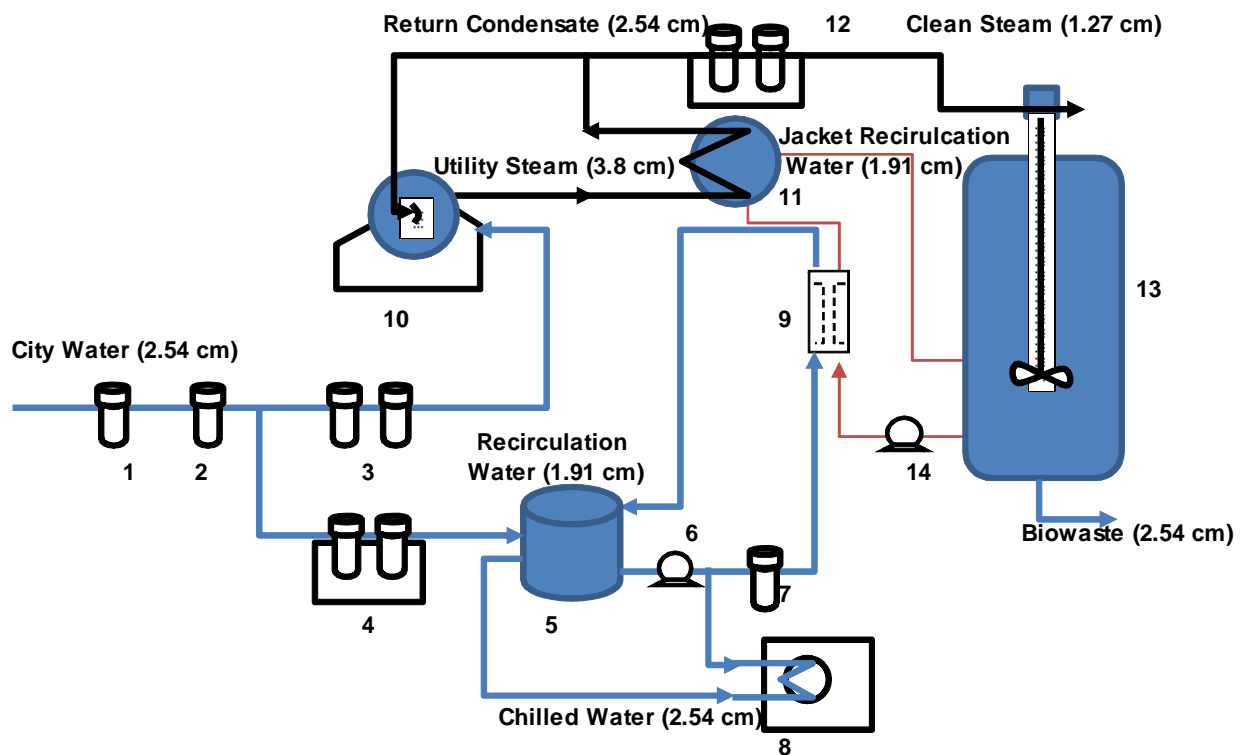 Return Condensate (2.54 cm)
12
Clean Steam (1.27 cm)
Jacket Recirulcation
Water (1.91 cm)
Utility Steam (3.8 cm)
11
13
9
10
City Water (2.54 cm)
Recirculation
Water (1.91 cm)
1
2
3
14
6
Biowaste (2.54 cm)
7
4
5
Chilled Water (2.54 cm)
8